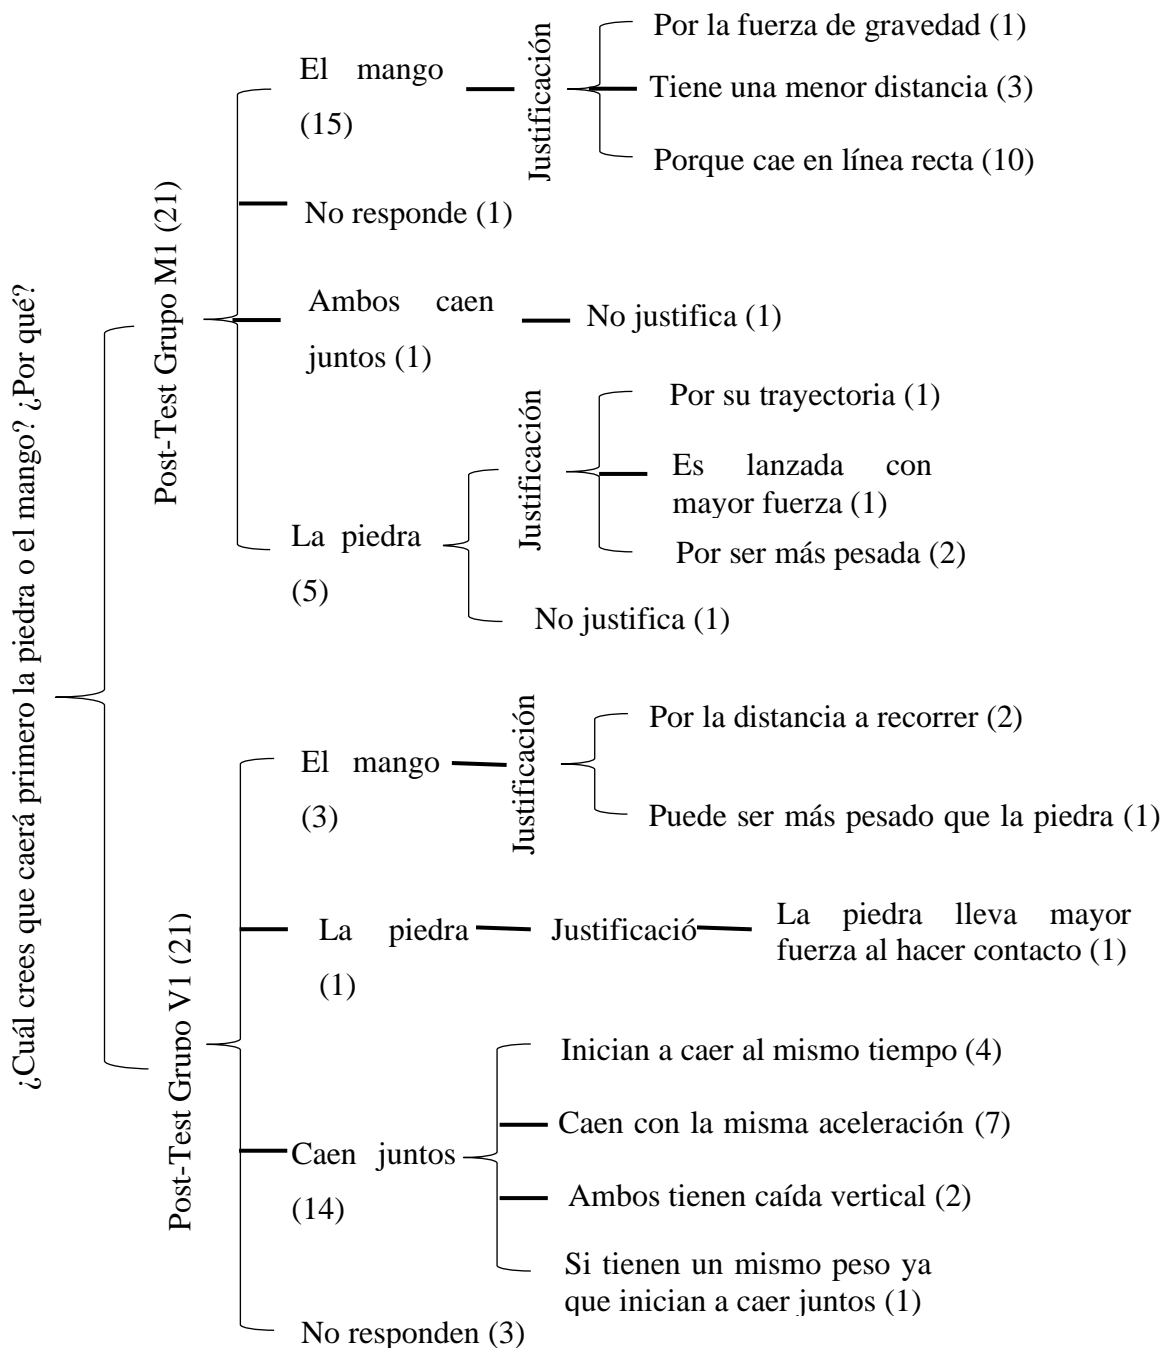 ¿Cuál crees que caerá primero la piedra o el mango? ¿Por qué?
Post-Test Grupo M1 (21)
El mango
(15)
Justificación
Por la fuerza de gravedad (1)
Tiene una menor distancia (3)
Porque cae en línea recta (10)
No responde (1)
Ambos caen
juntos (1)
No justifica (1)
La piedra
(5)
Justificación
Por su trayectoria (1)
Es lanzada con
mayor fuerza (1)
Por ser más pesada (2)
No justifica (1)
Post-Test Grupo V1 (21)
El mango
(3)
Justificación
Por la distancia a recorrer (2)
Puede ser más pesado que la piedra (1)
La piedra
(1)
Justificació
La piedra lleva mayor
fuerza al hacer contacto (1)
Caen juntos
(14)
Inician a caer al mismo tiempo (4)
Caen con la misma aceleración (7)
Ambos tienen caída vertical (2)
Si tienen un mismo peso ya
que inician a caer juntos (1)
No responden (3)